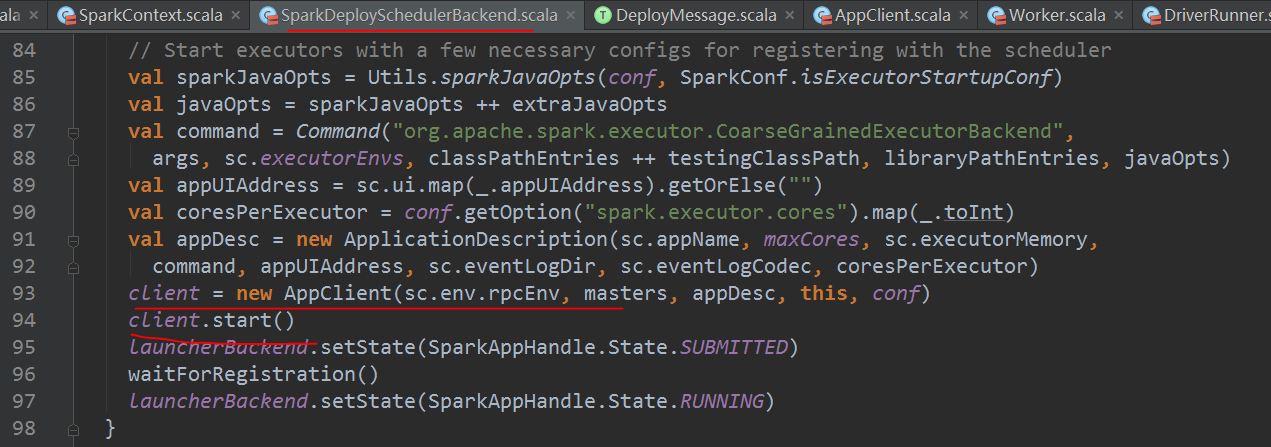 ala SparkContext.scala SparkDeploySchedulerBackend.scala DeployMessage.scala AppClient.scala Worker.scala DriverRunner.s
84 // Start executors with a few necessary configs for registering with the scheduler
85 val sparkJavaOpts = Utils.sparkJavaOpts(conf, SparkConf.isExecutorStartupConf)
86 val javaOpts = sparkJavaOpts ++ extraJavaOpts
87 val command = Command("org.apache.spark.executor.CoarseGrainedExecutorBackend",
88 args, sc.executorEnvs, classPathEntries ++ testingClassPath, libraryPathEntries, javaOpts)
89 val appUIAddress = sc.ui.map(_.appUIAddress).getOrElse("")
90 val coresPerExecutor = conf.getOption("spark.executor.cores").map(_.toInt)
91 val appDesc = new ApplicationDescription(sc.appName, maxCores, sc.executorMemory,
92 command, appUIAddress, sc.eventLogDir, sc.eventLogCodec, coresPerExecutor)
93 client = new AppClient(sc.env.rpcEnv, masters, appDesc, this, conf)
94 client.start()
95 launcherBackend.setState(SparkAppHandle.State.SUBMITTED)
96 waitForRegistration()
97 launcherBackend.setState(SparkAppHandle.State.RUNNING)
98 }